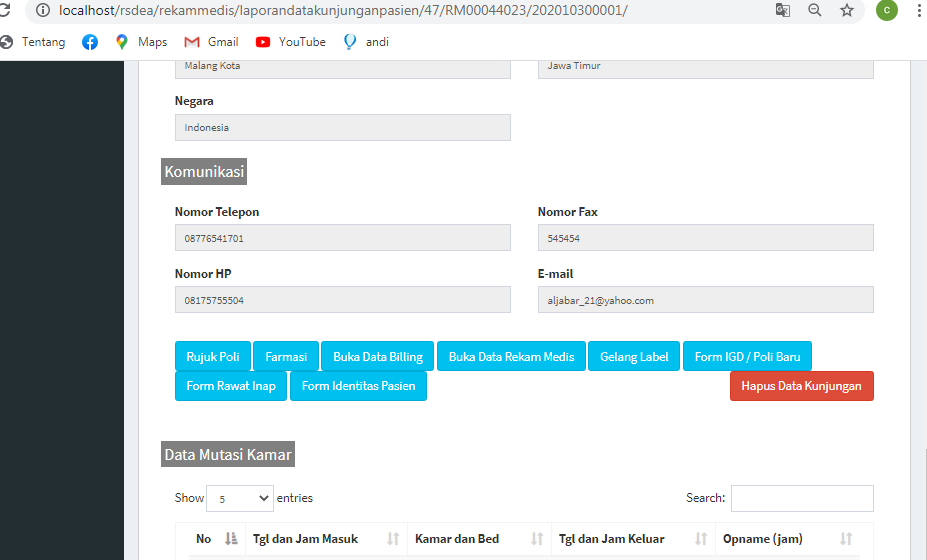 localhost/rsdea/rekammedis/laporandatakunjunganpasien/47/RM00044023/202010300001/
C
Tentang Maps Gmail YouTube andi
Malang Kota Jawa Timur
Negara
Indonesia
Komunikasi
Nomor Telepon Nomor Fax
08776541701 545454
Nomor HP E-mail
08175755504 aljabar_21@yahoo.com
Rujuk Poli Farmasi Buka Data Billing Buka Data Rekam Medis Gelang Label Form IGD / Poli Baru
Form Rawat Inap Form Identitas Pasien Hapus Data Kunjungan
Data Mutasi Kamar
Show 5 entries Search:
No Tgl dan Jam Masuk Kamar dan Bed Tgl dan Jam Keluar Opname (jam)